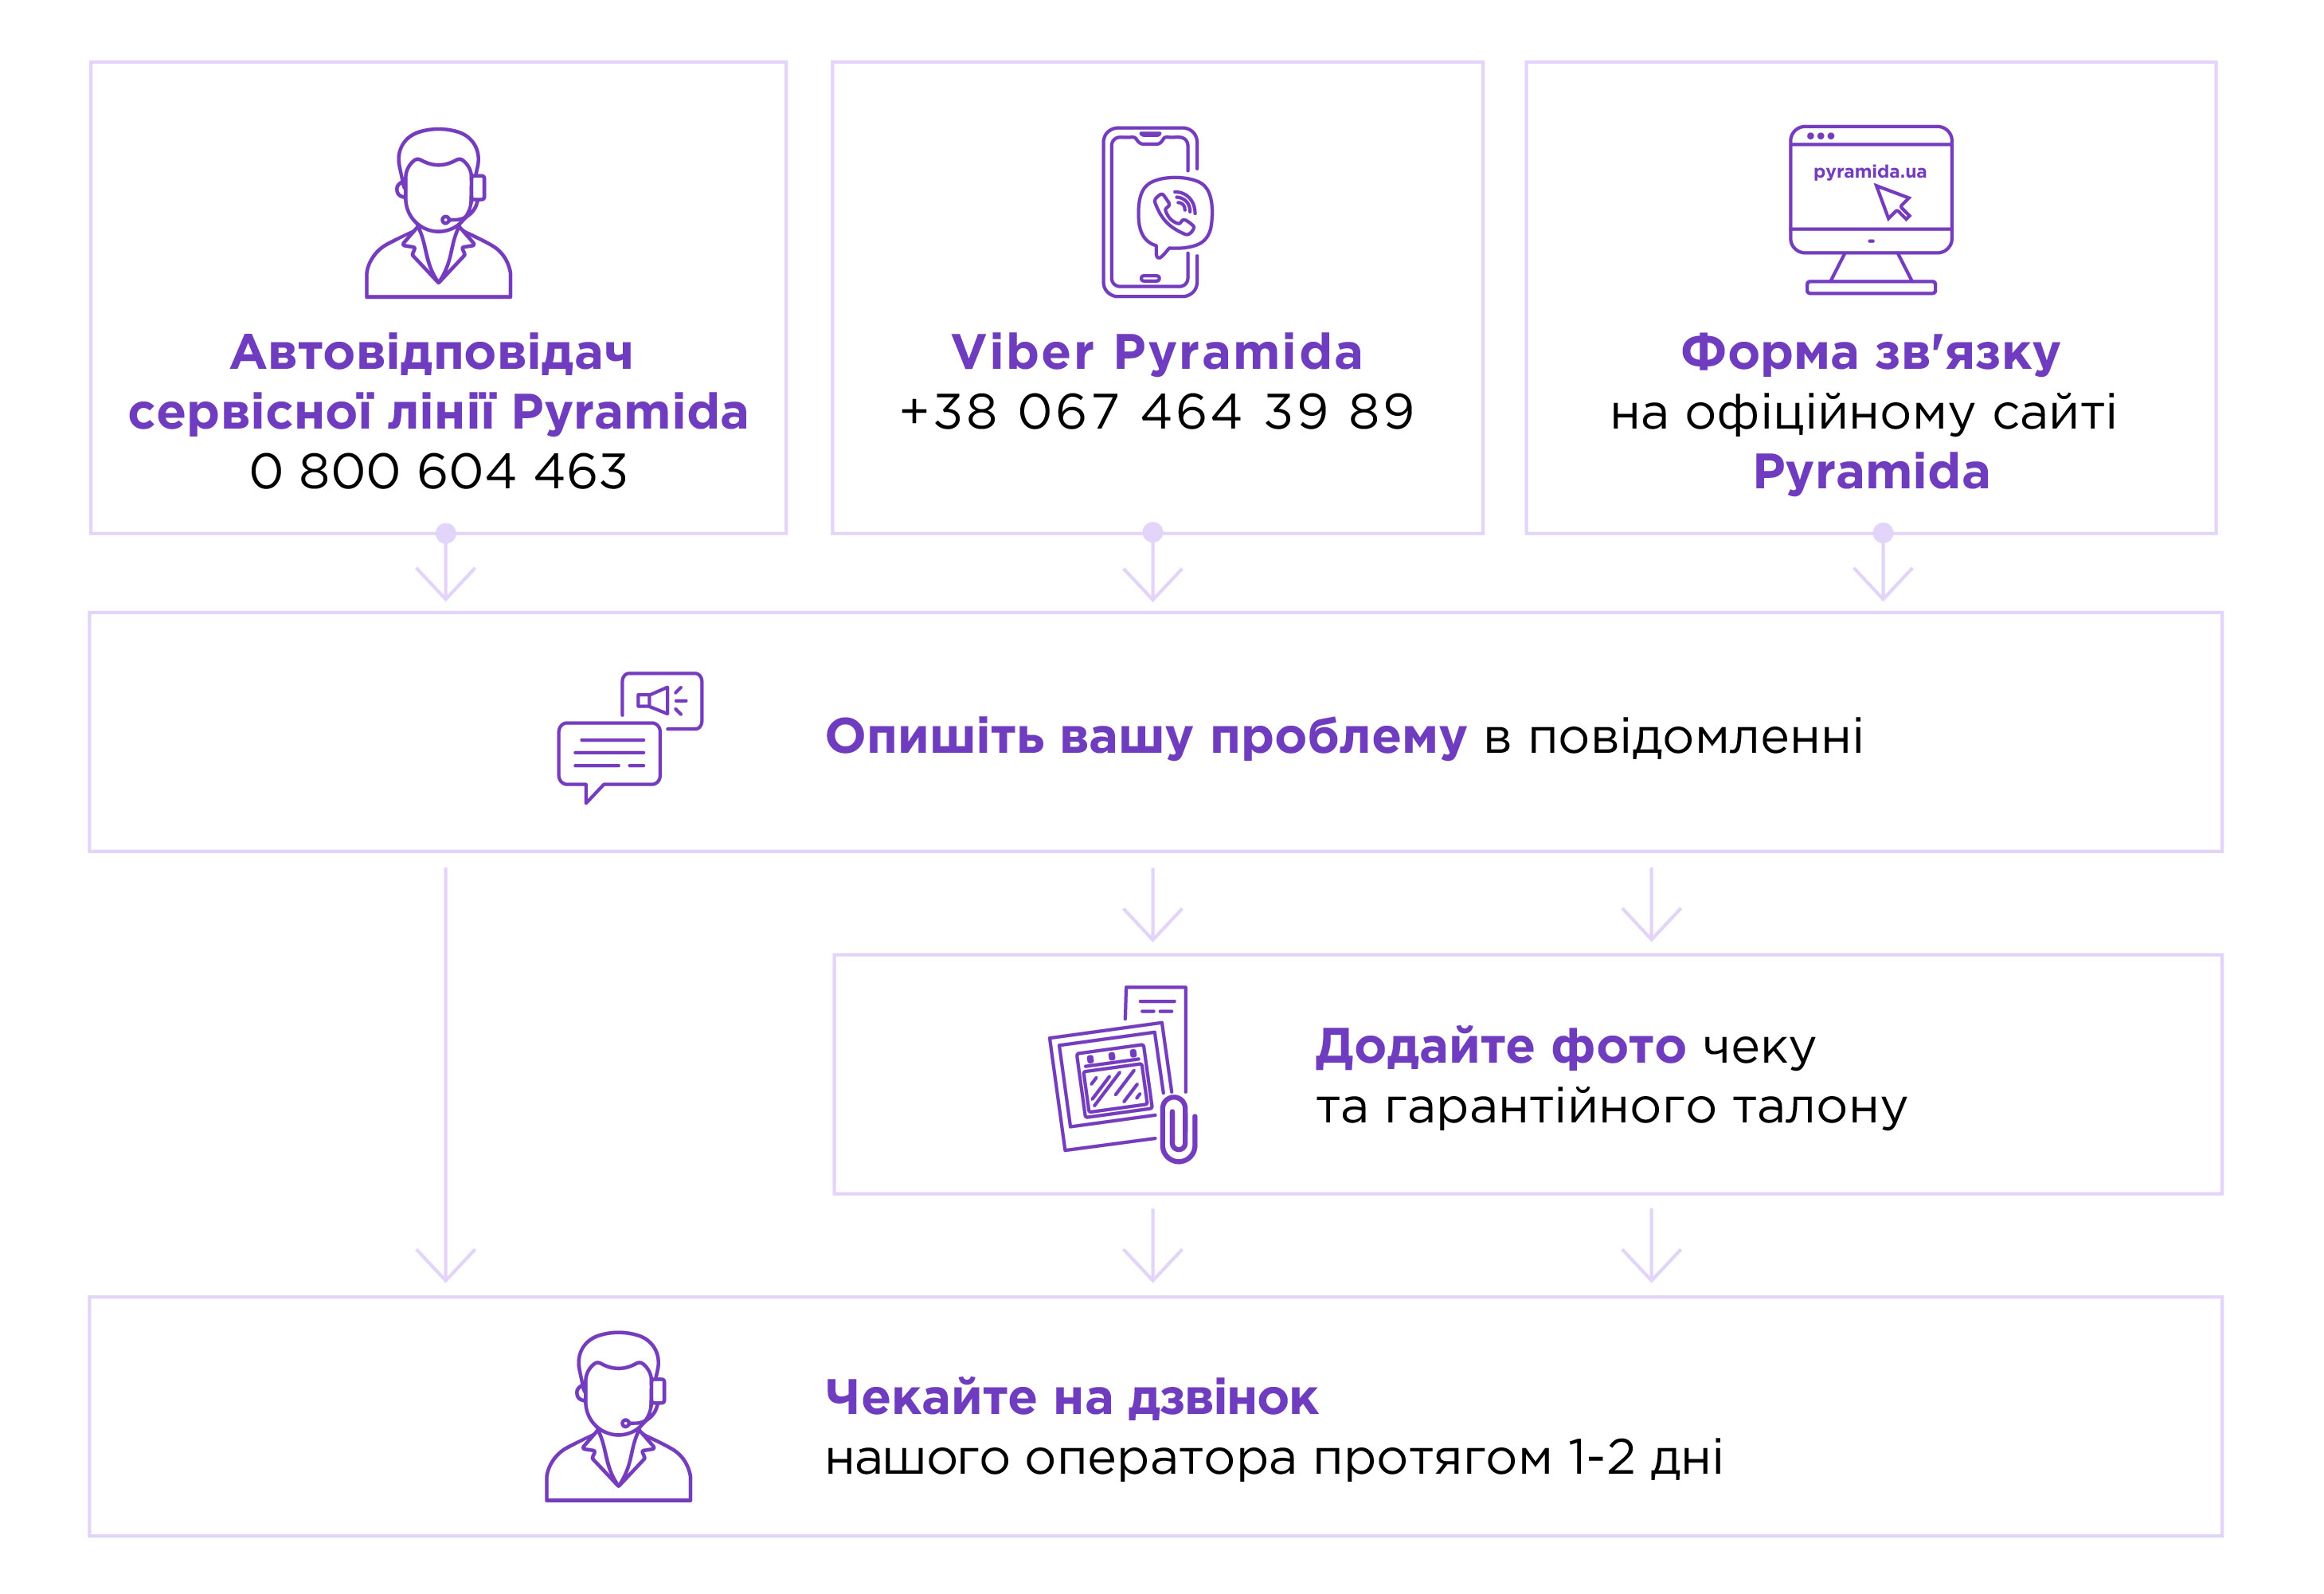 Автовідповідач
сервісної лінії Pyramida
0 800 604 463
Viber Pyramida
+38 067 464 39 89
pyramida.ua
Форма зв’язку
на офіційному сайті
Pyramida
Опишіть вашу проблему в повідомленні
Додайте фото чеку
та гарантійного талону
Чекайте на дзвінок
нашого оператора протягом 1-2 дні